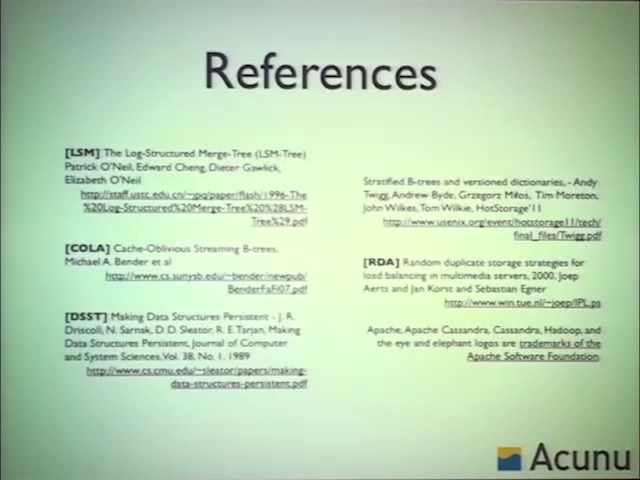 References
[LSM] The Log-Structured Merge-Tree (LSM-Tree)
Patrick O'Neil, Edward Cheng, Dieter Gawlick,
Elizabeth O'Neil
http://staff.ustc.edu.cn/~jpq/paper/flash/1996-The
%20Log-Structured%20Merge-Tree%20%28LSM-
Tree%29.pdf
[COLA] Cache-Oblivious Streaming B-trees,
Michael A. Bender et al
http://www.cs.sunysb.edu/~bender/newpub/
BenderFaFi07.pdf
[DSST] Making Data Structures Persistent - J. R.
Driscoll, N. Sarnak, D. D. Sleator, R. E. Tarjan, Making
Data Structures Persistent, Journal of Computer
and System Sciences, Vol. 38, No. 1, 1989
http://www.cs.cmu.edu/~sleator/papers/making-
data-structures-persistent.pdf
Stratified B-trees and versioned dictionaries, - Andy
Twigg, Andrew Byde, Grzegorz Miłos, Tim Moreton,
John Wilkes, Tom Wilkie, HotStorage'11
http://www.usenix.org/event/hotstorage11/tech/
final_files/Twigg.pdf
[RDA] Random duplicate storage strategies for
load balancing in multimedia servers, 2000, Joep
Aerts and Jan Korst and Sebastian Egner
http://www.win.tue.nl/~joep/IPL.ps
Apache, Apache Cassandra, Cassandra, Hadoop, and
the eye and elephant logos are trademarks of the
Apache Software Foundation.
Acunu